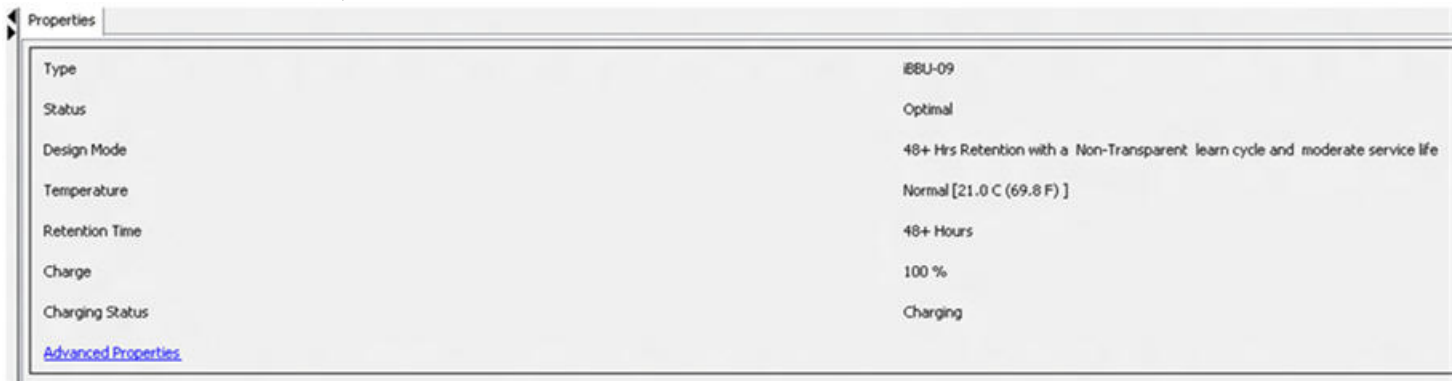 Properties
Type iBBU-09
Status Optimal
Design Mode 48+ Hrs Retention with a Non-Transparent learn cycle and moderate service life
Temperature Normal [21.0 C (69.8 F) ]
Retention Time 48+ Hours
Charge 100 %
Charging Status Charging
Advanced Properties